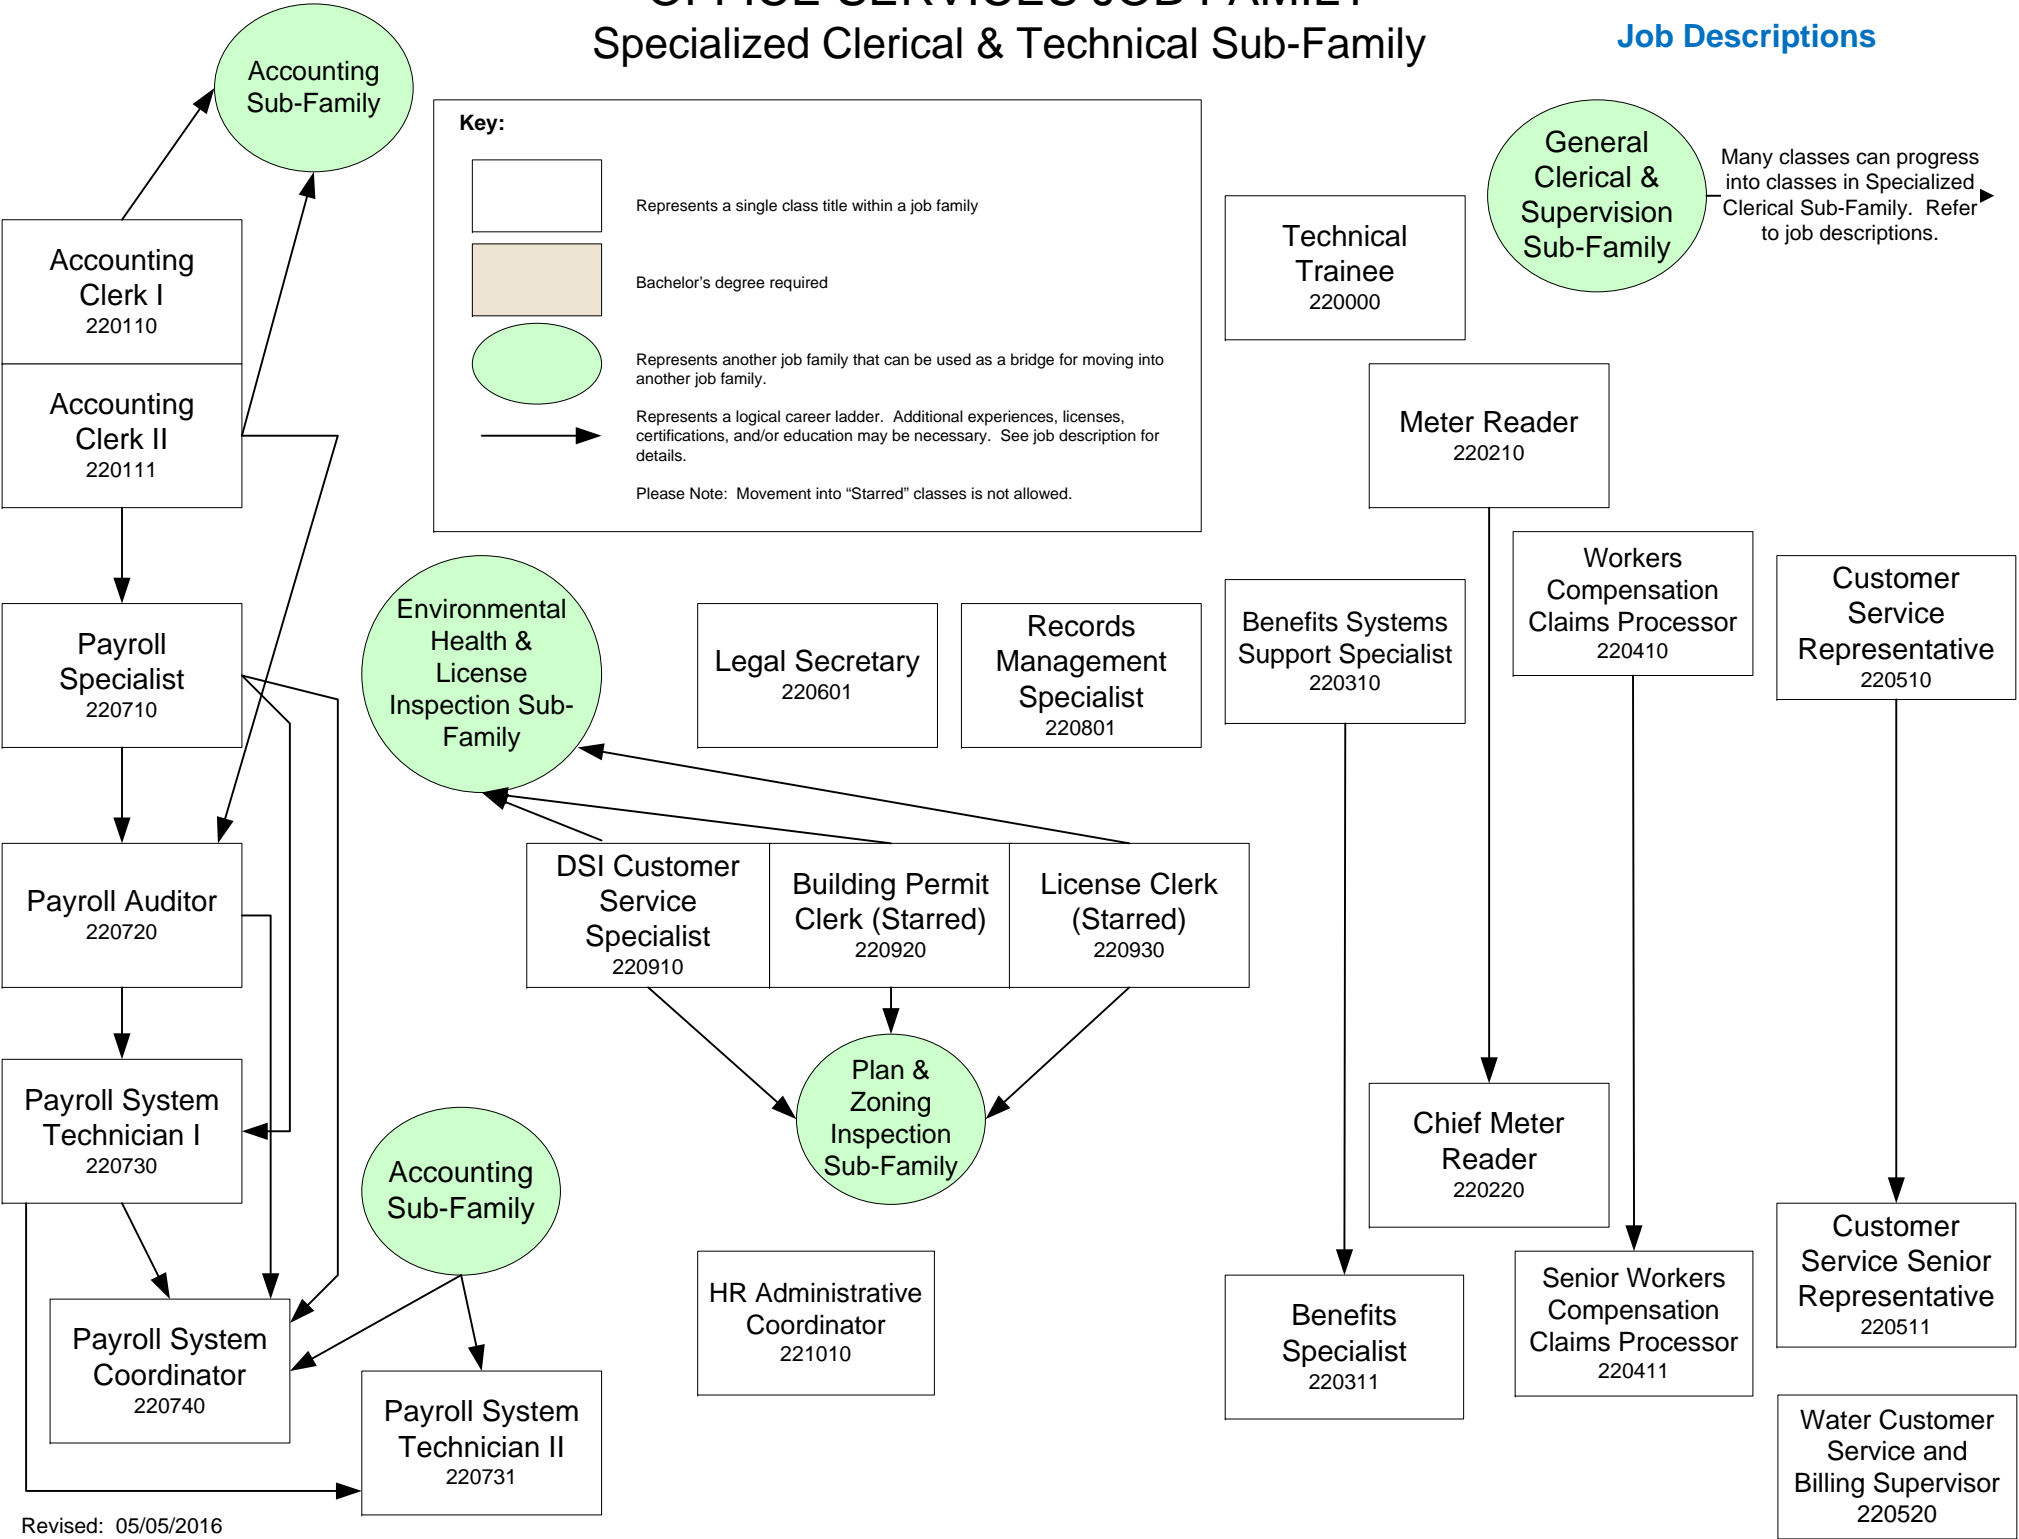 OFFICE SERVICES JOB FAMILY
Specialized Clerical & Technical Sub-Family
Job Descriptions
Accounting
Sub-Family
Key:
Represents a single class title within a job family
Bachelor's degree required
Represents another job family that can be used as a bridge for moving into
another job family.
Represents a logical career ladder.  Additional experiences, licenses,
certifications, and/or education may be necessary.  See job description for
details.
Please Note:  Movement into “Starred” classes is not allowed.
General
Clerical &
Supervision
Sub-Family
Many classes can progress
into classes in Specialized
Clerical Sub-Family.  Refer
to job descriptions.
Technical
Trainee
220000
Accounting
Clerk I
220110
Accounting
Clerk II
220111
Meter Reader
220210
Workers
Compensation
Claims Processor
220410
Customer
Service
Representative
220510
Payroll
Specialist
220710
Environmental
Health &
License
Inspection Sub-
Family
Legal Secretary
220601
Records
Management
Specialist
220801
Benefits Systems
Support Specialist
220310
Payroll Auditor
220720
DSI Customer
Service
Specialist
220910
Building Permit
Clerk (Starred)
220920
License Clerk
(Starred)
220930
Payroll System
Technician I
220730
Accounting
Sub-Family
Plan &
Zoning
Inspection
Sub-Family
Chief Meter
Reader
220220
Customer
Service Senior
Representative
220511
HR Administrative
Coordinator
221010
Benefits
Specialist
220311
Senior Workers
Compensation
Claims Processor
220411
Payroll System
Coordinator
220740
Payroll System
Technician II
220731
Water Customer
Service and
Billing Supervisor
220520
Revised:  05/05/2016